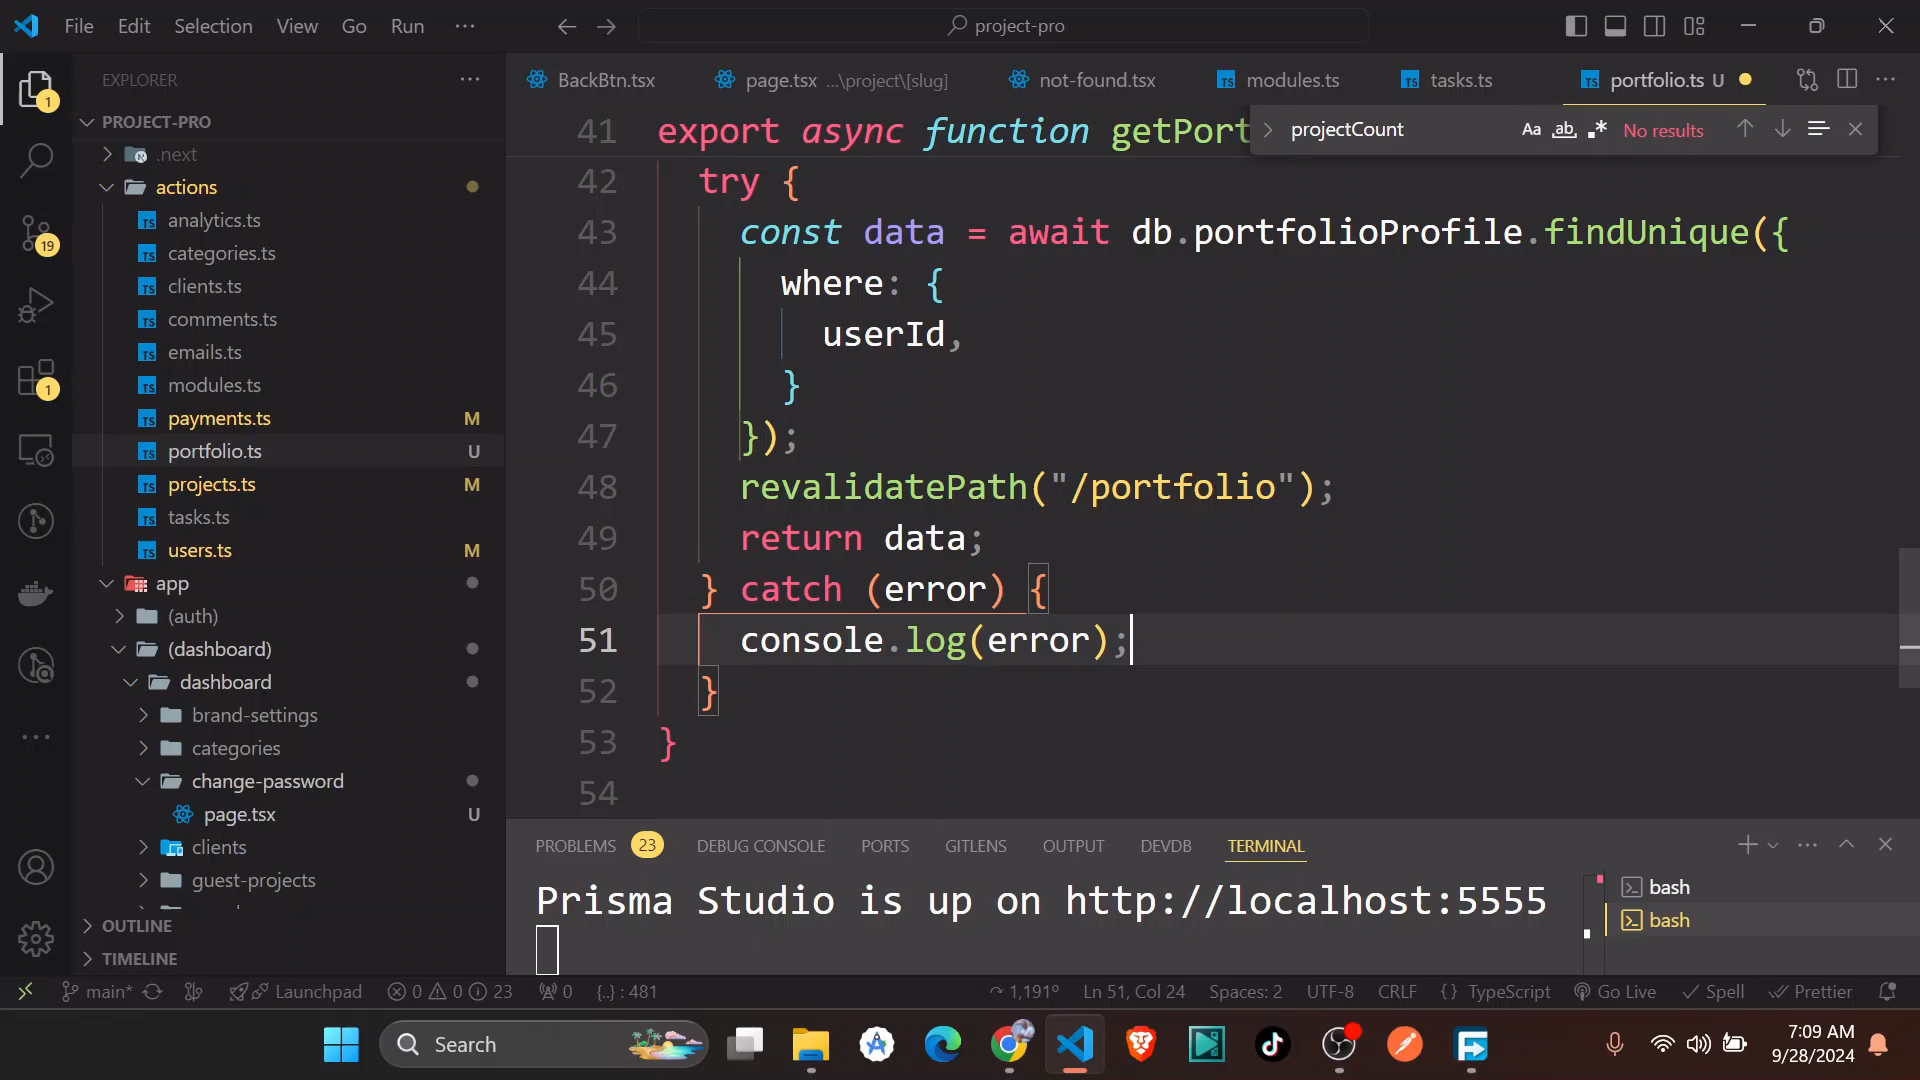 File Edit Selection View Go Run ··· project-pro
EXPLORER ···
BackBtn.tsx page.tsx ...\project\[slug] not-found.tsx modules.ts tasks.ts portfolio.ts U
projectCount Aa ab .* No results
PROJECT-PRO
.next
actions
analytics.ts
categories.ts
clients.ts
comments.ts
emails.ts
modules.ts
payments.ts M
portfolio.ts U
projects.ts M
tasks.ts
users.ts M
app
(auth)
(dashboard)
dashboard
brand-settings
categories
change-password
page.tsx U
clients
guest-projects
OUTLINE
TIMELINE
1
19
1
41 export async function getPort
42 try {
43 const data = await db.portfolioProfile.findUnique({
44 where: {
45 userId,
46 }
47 });
48 revalidatePath("/portfolio");
49 return data;
50 } catch (error) {
51 console.log(error);
52 }
53 }
54
PROBLEMS 23 DEBUG CONSOLE PORTS GITLENS OUTPUT DEVDB TERMINAL
Prisma Studio is up on http://localhost:5555
bash
bash
main* Launchpad 0 0 23 0 {..} : 481 1,191º Ln 51, Col 24 Spaces: 2 UTF-8 CRLF {} TypeScript Go Live Spell Prettier
Search
7:09 AM
9/28/2024